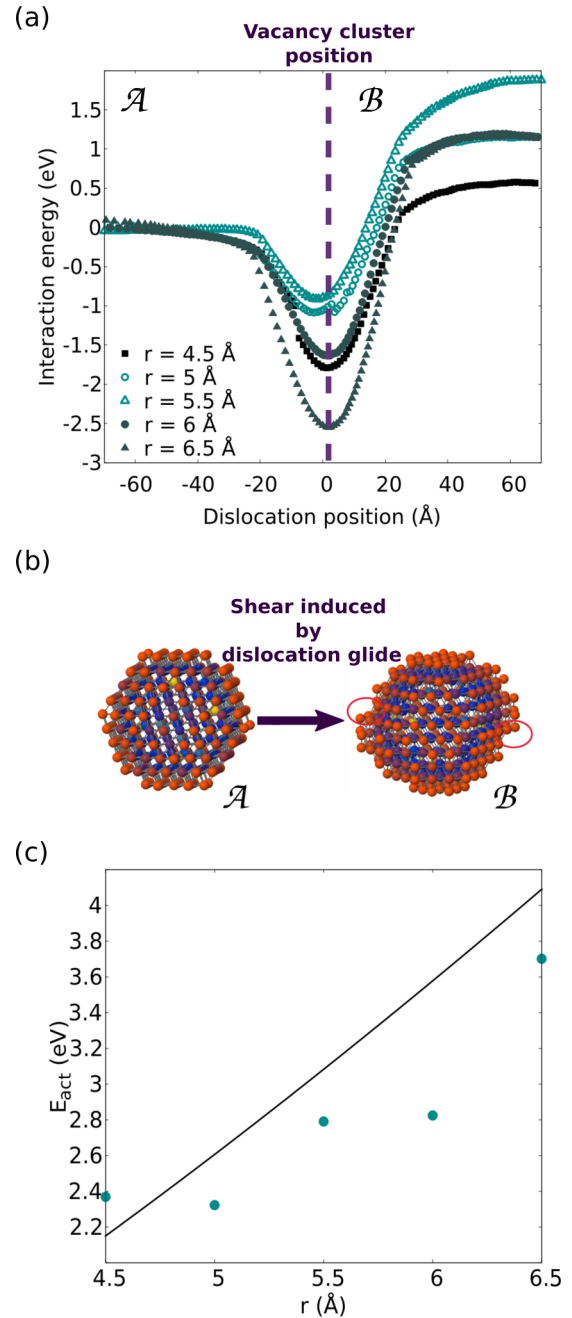 (a)
Vacancy cluster
position
𝒜
ℬ
1.5
1
0.5
0
-0.5
-1
-1.5
-2
-2.5
-3
Interaction energy (eV)
r = 4.5 Å
r = 5 Å
r = 5.5 Å
r = 6 Å
r = 6.5 Å
-60 -40 -20 0 20 40 60
Dislocation position (Å)
(b)
Shear induced
by
dislocation glide
𝒜
ℬ
(c)
4
3.8
3.6
3.4
3.2
3
2.8
2.6
2.4
2.2
E_act (eV)
4.5 5 5.5 6 6.5
r (Å)